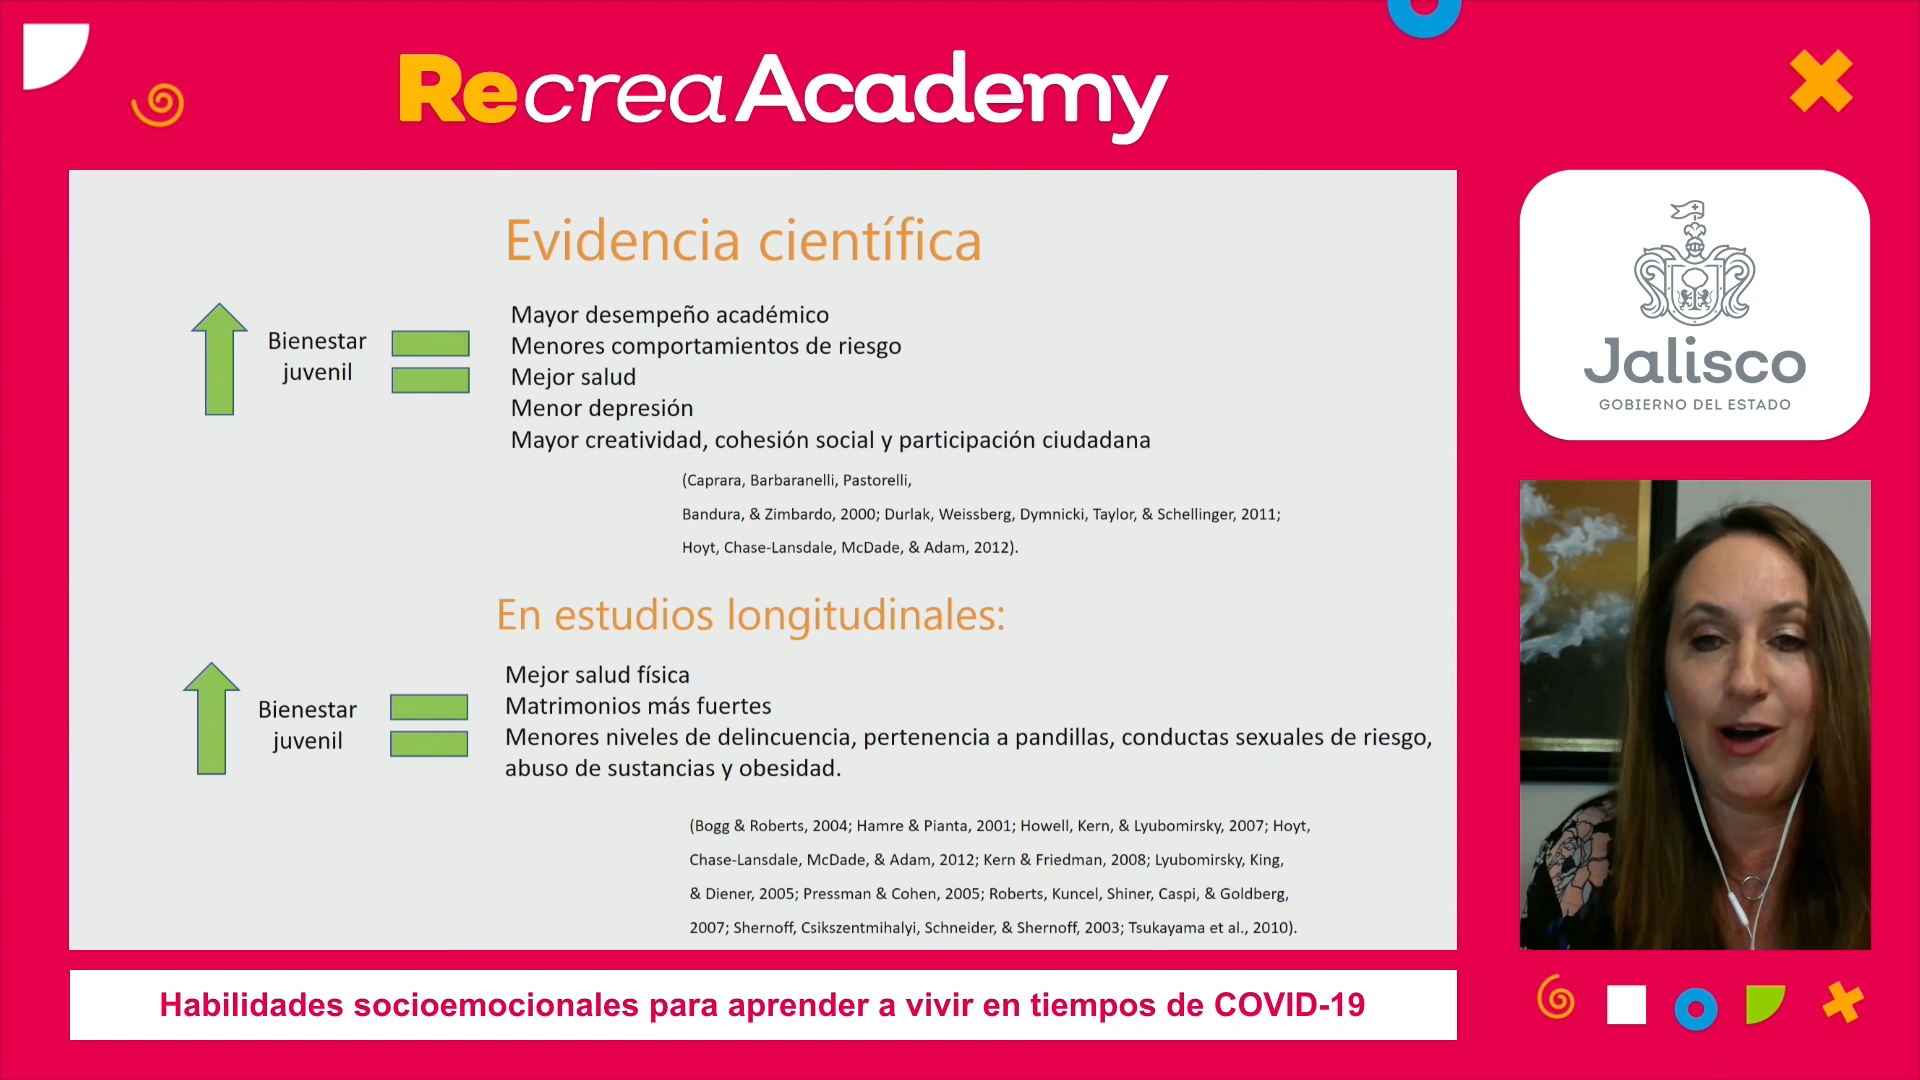 RecreaAcademy
Evidencia científica
Bienestar
juvenil
Mayor desempeño académico
Menores comportamientos de riesgo
Mejor salud
Menor depresión
Mayor creatividad, cohesión social y participación ciudadana
(Caprara, Barbaranelli, Pastorelli,
Bandura, & Zimbardo, 2000; Durlak, Weissberg, Dymnicki, Taylor, & Schellinger, 2011;
Hoyt, Chase-Lansdale, McDade, & Adam, 2012).
En estudios longitudinales:
Bienestar
juvenil
Mejor salud física
Matrimonios más fuertes
Menores niveles de delincuencia, pertenencia a pandillas, conductas sexuales de riesgo,
abuso de sustancias y obesidad.
(Bogg & Roberts, 2004; Hamre & Pianta, 2001; Howell, Kern, & Lyubomirsky, 2007; Hoyt,
Chase-Lansdale, McDade, & Adam, 2012; Kern & Friedman, 2008; Lyubomirsky, King,
& Diener, 2005; Pressman & Cohen, 2005; Roberts, Kuncel, Shiner, Caspi, & Goldberg,
2007; Shernoff, Csikszentmihalyi, Schneider, & Shernoff, 2003; Tsukayama et al., 2010).
Jalisco
GOBIERNO DEL ESTADO
Habilidades socioemocionales para aprender a vivir en tiempos de COVID-19